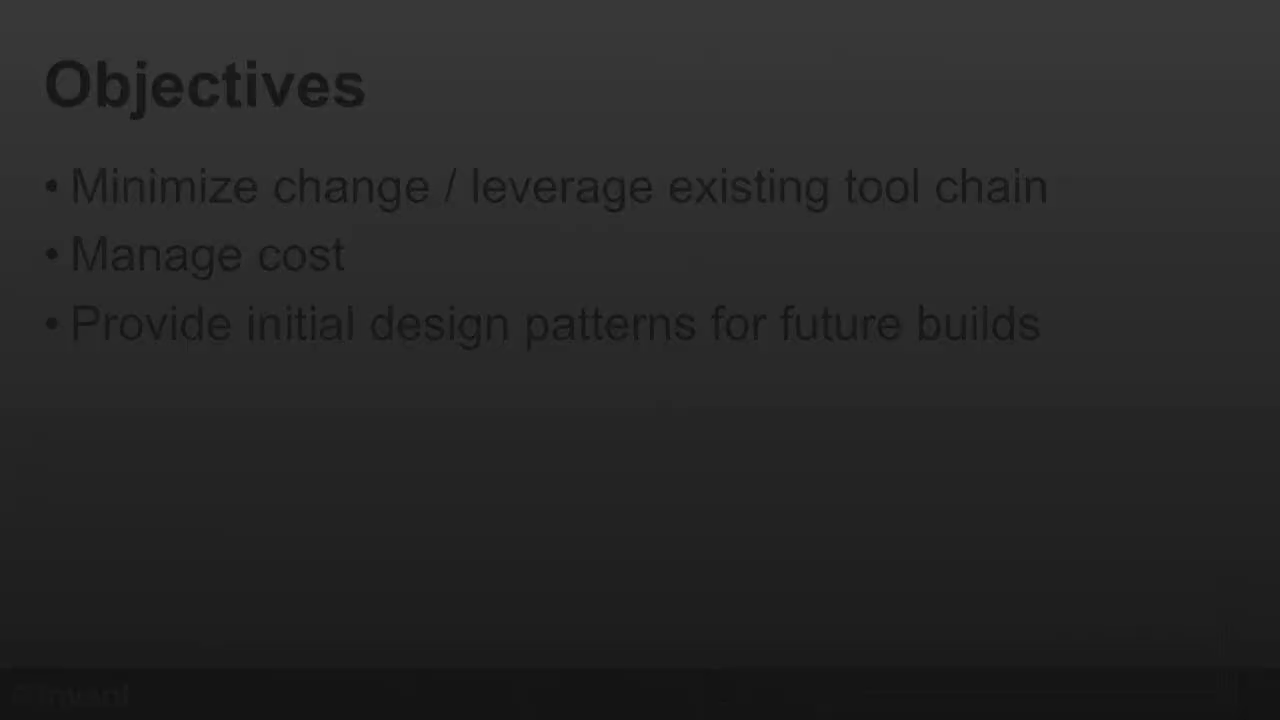 Objectives
• Minimize change / leverage existing tool chain
• Manage cost
• Provide initial design patterns for future builds